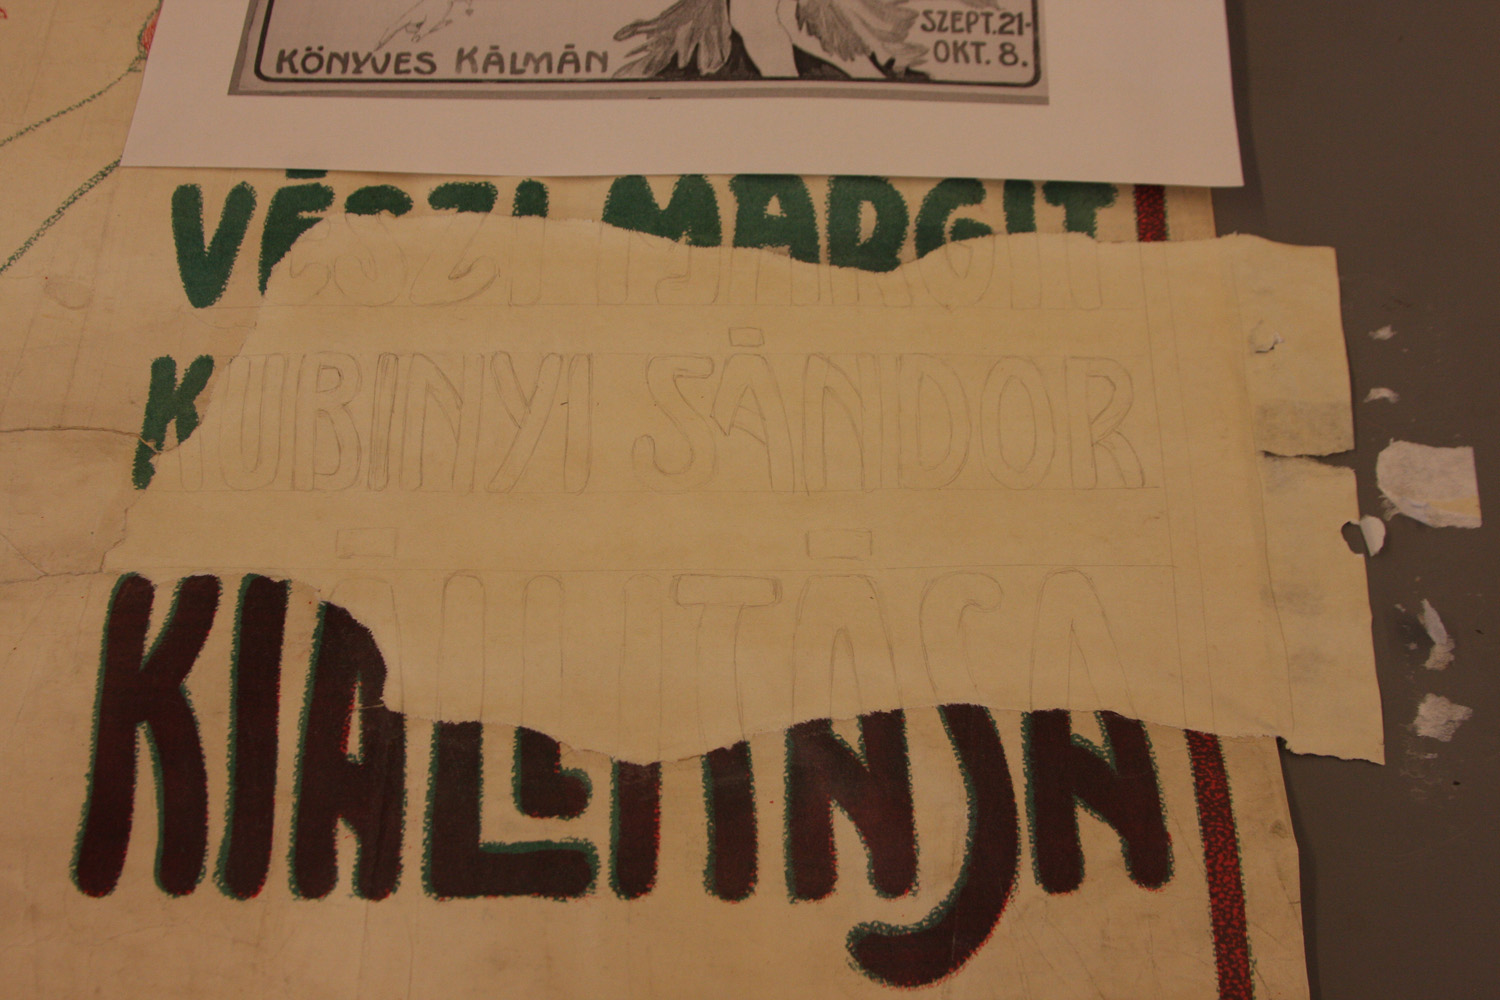 KÖNYVES KÁLMÁN
SZEPT. 21-
OKT. 8.
VÉSZI MARGIT
KUBINYI SÁNDOR
KIÁLLITÁSA